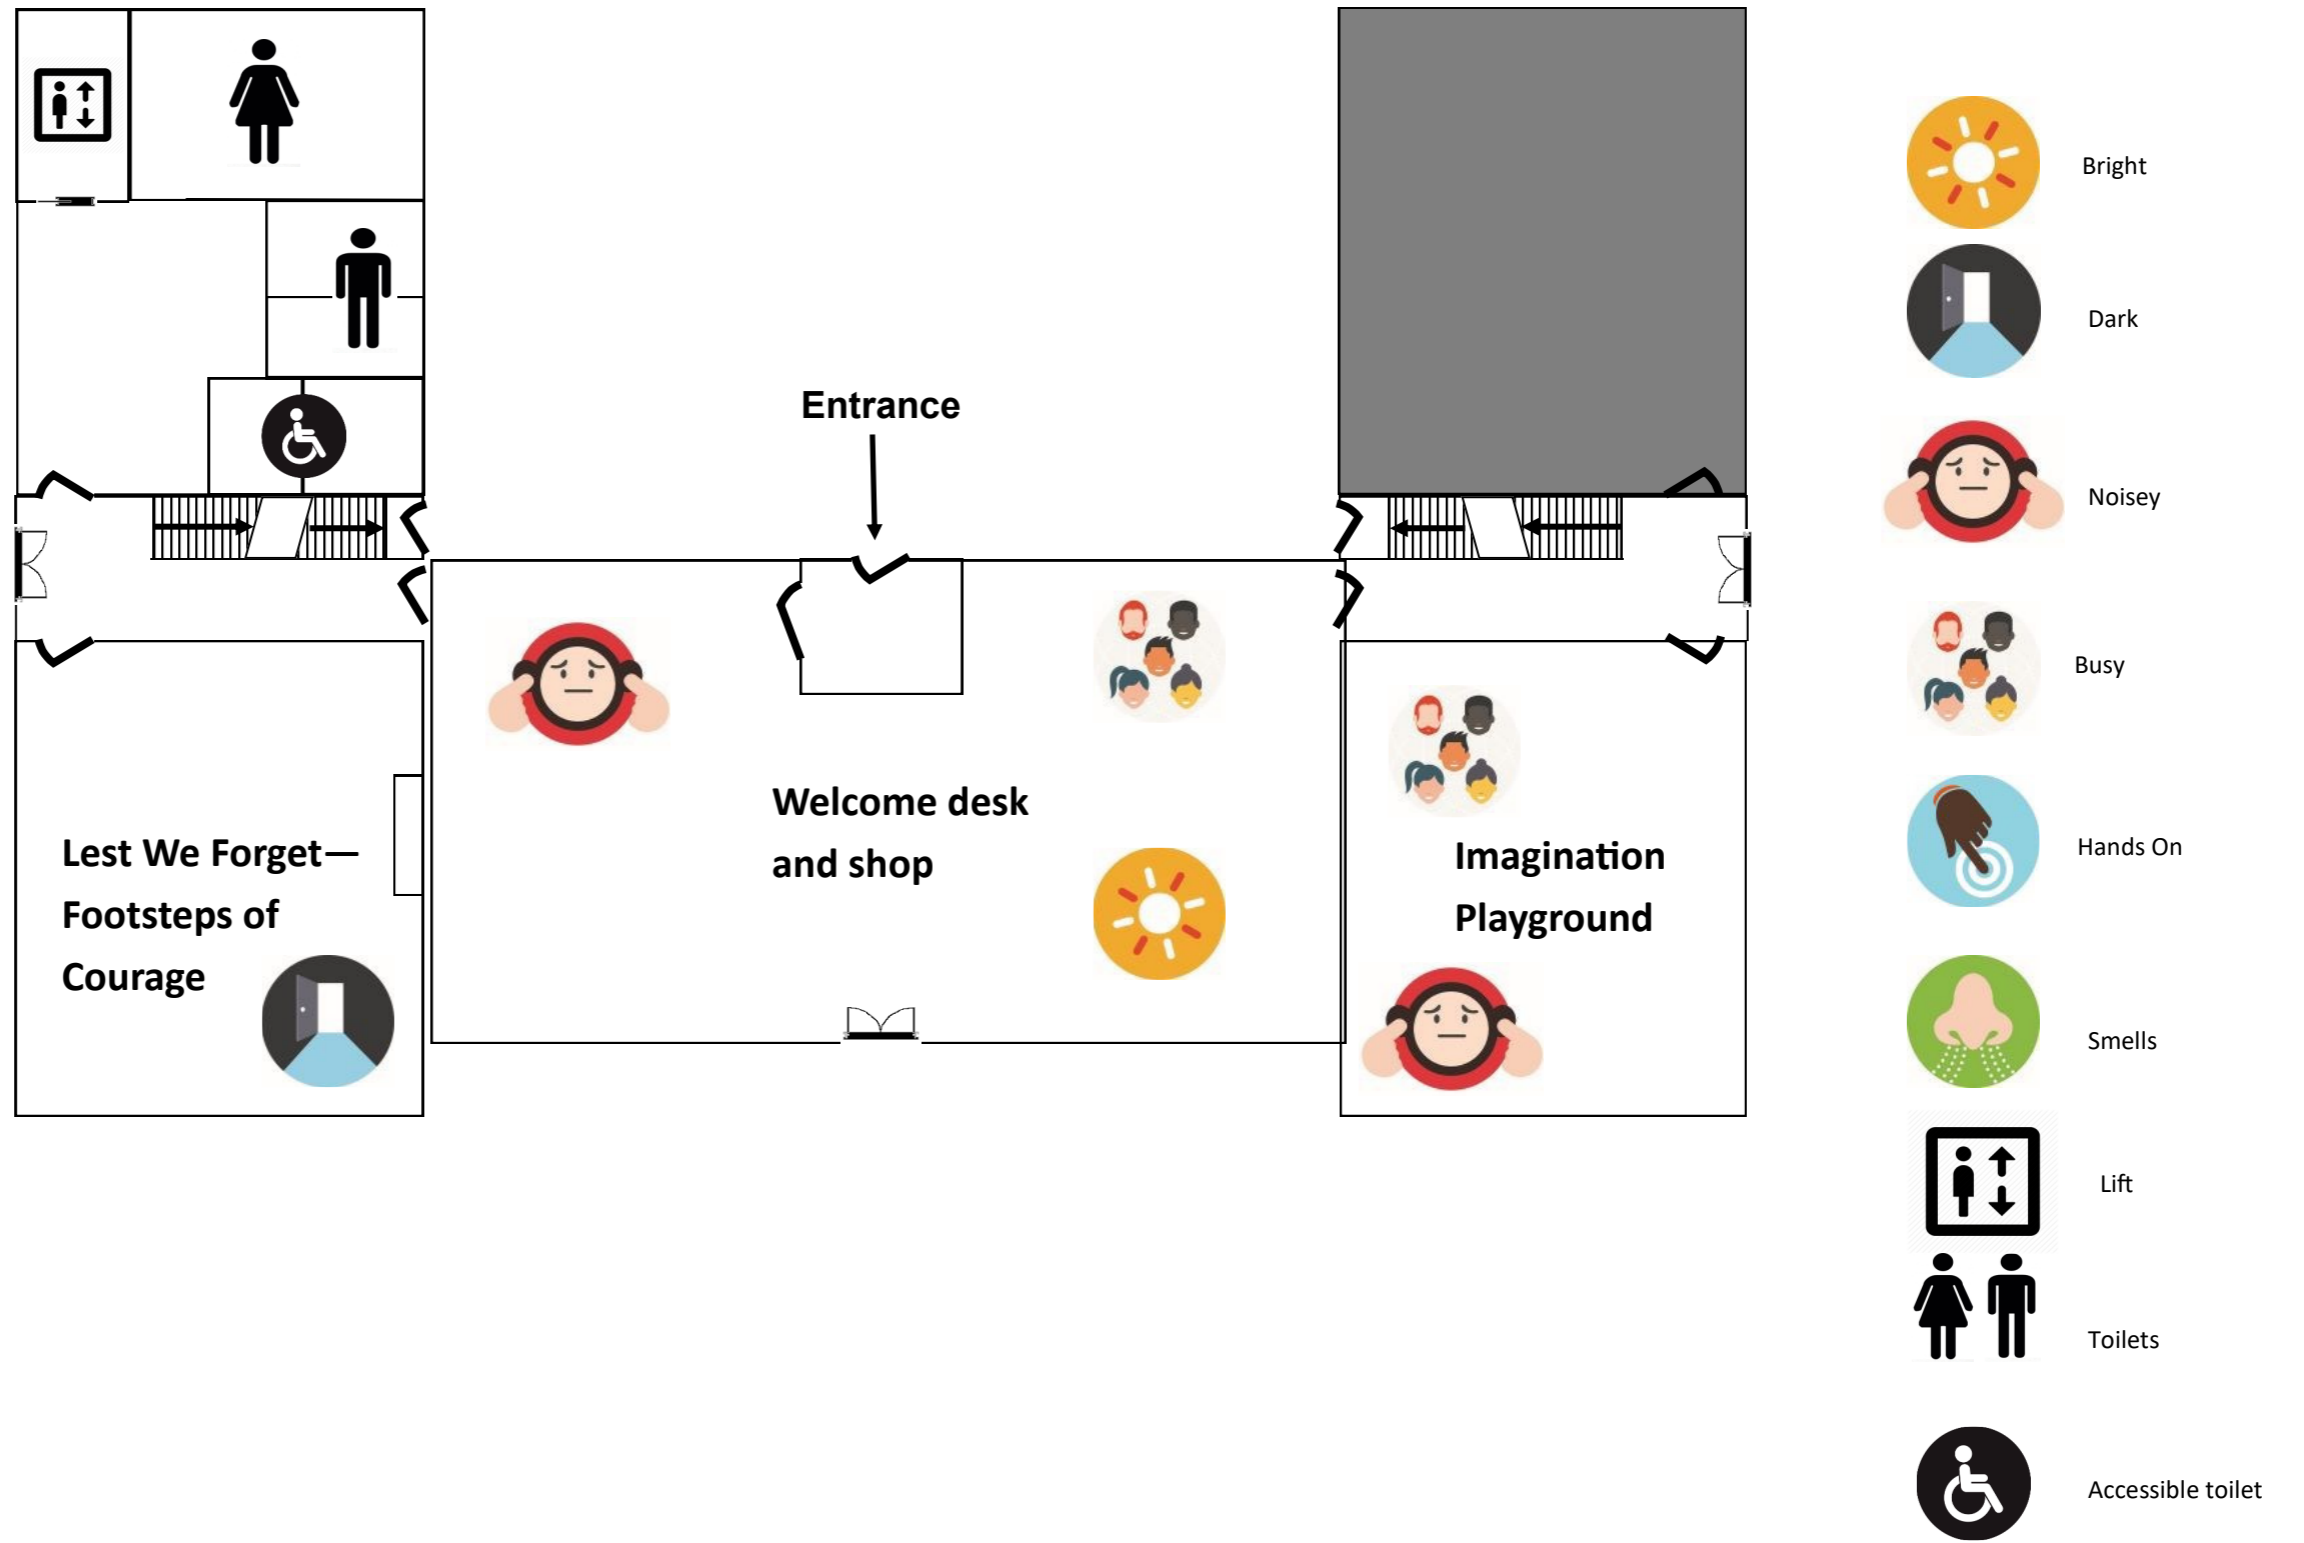 Entrance
Welcome desk
and shop
Lest We Forget—
Footsteps of
Courage
Imagination
Playground
Bright
Dark
Noisey
Busy
Hands On
Smells
Lift
Toilets
Accessible toilet